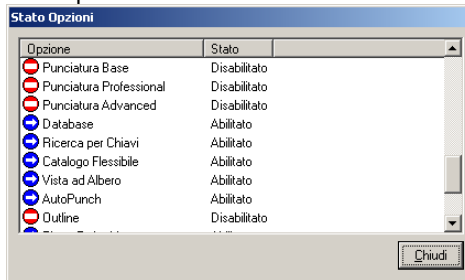 Stato Opzioni
Opzione Stato
Punciatura Base Disabilitato
Punciatura Professional Disabilitato
Punciatura Advanced Disabilitato
Database Abilitato
Ricerca per Chiavi Abilitato
Catalogo Flessibile Abilitato
Vista ad Albero Abilitato
AutoPunch Abilitato
Outline Disabilitato
Chiudi